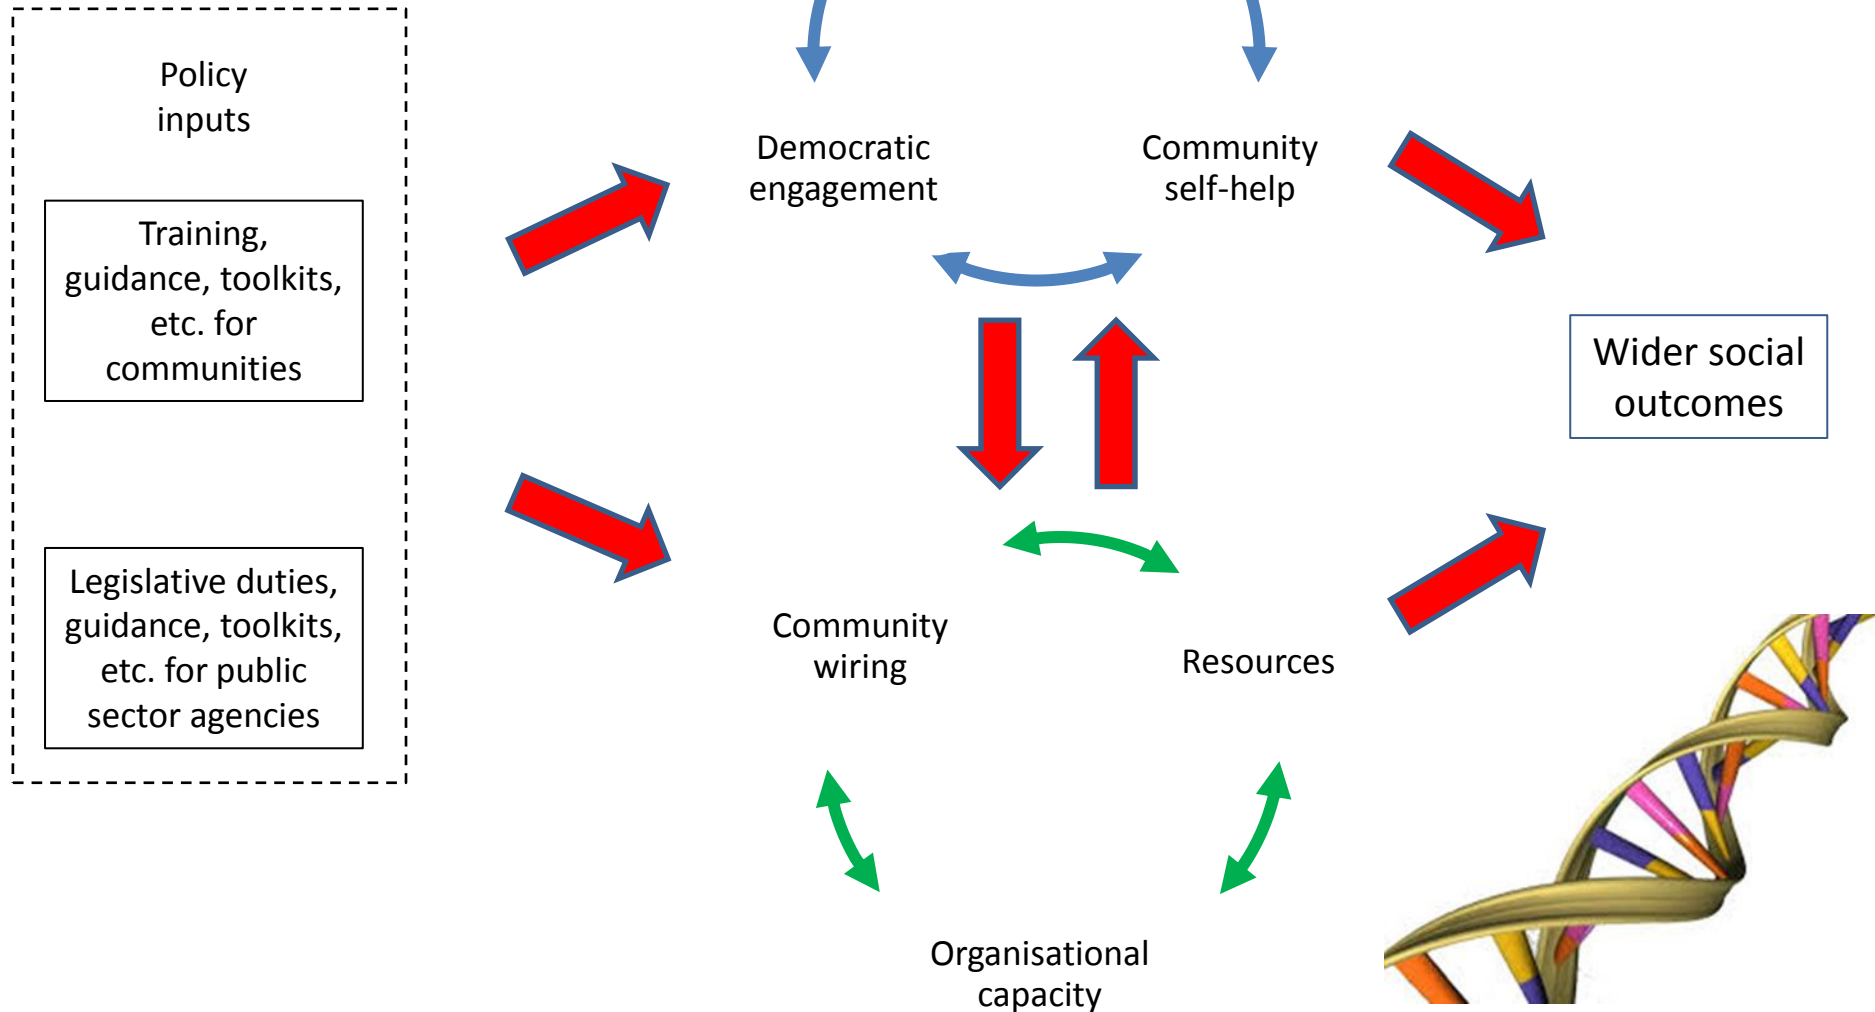 Policy
inputs
Training,
guidance, toolkits,
etc. for
communities
Legislative duties,
guidance, toolkits,
etc. for public
sector agencies
Democratic
engagement
Community
self-help
Community
wiring
Resources
Organisational
capacity
Wider social
outcomes